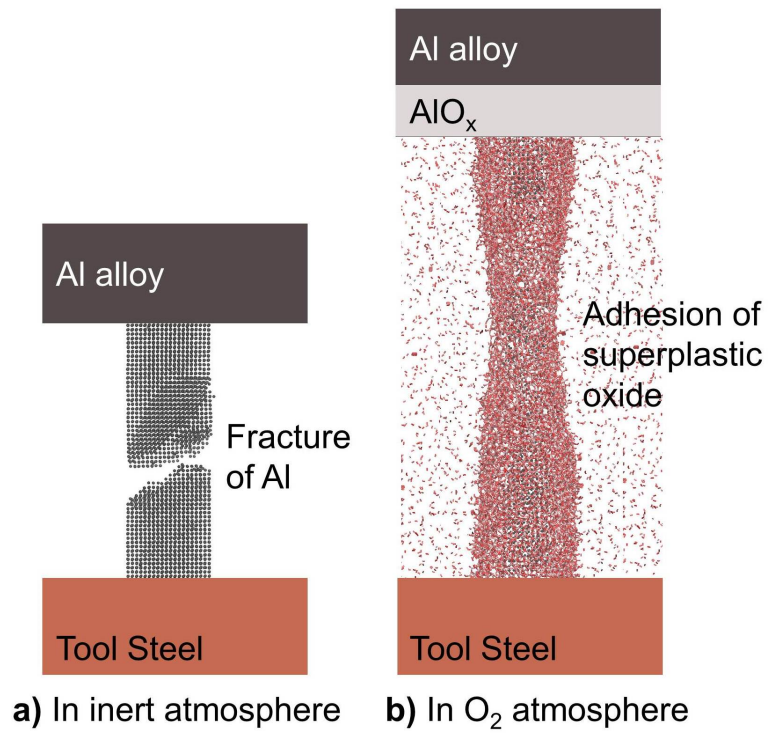 Al alloy
Fracture
of Al
Tool Steel
a) In inert atmosphere
Al alloy
AlOₓ
Adhesion of
superplastic
oxide
Tool Steel
b) In O₂ atmosphere